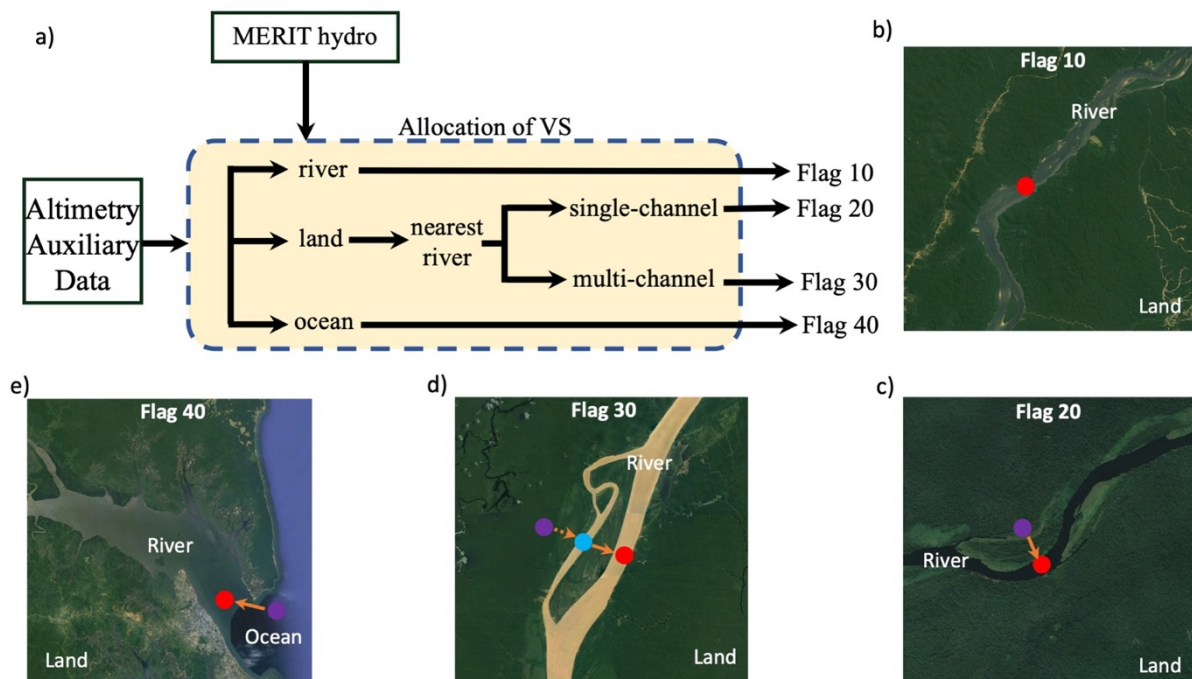 a)
MERIT hydro
Allocation of VS
Altimetry
Auxiliary
Data
river
Flag 10
land
nearest
river
single-channel
Flag 20
multi-channel
Flag 30
ocean
Flag 40
b)
Flag 10
River
Land
e)
Flag 40
River
Ocean
Land
d)
Flag 30
River
Land
c)
Flag 20
River
Land